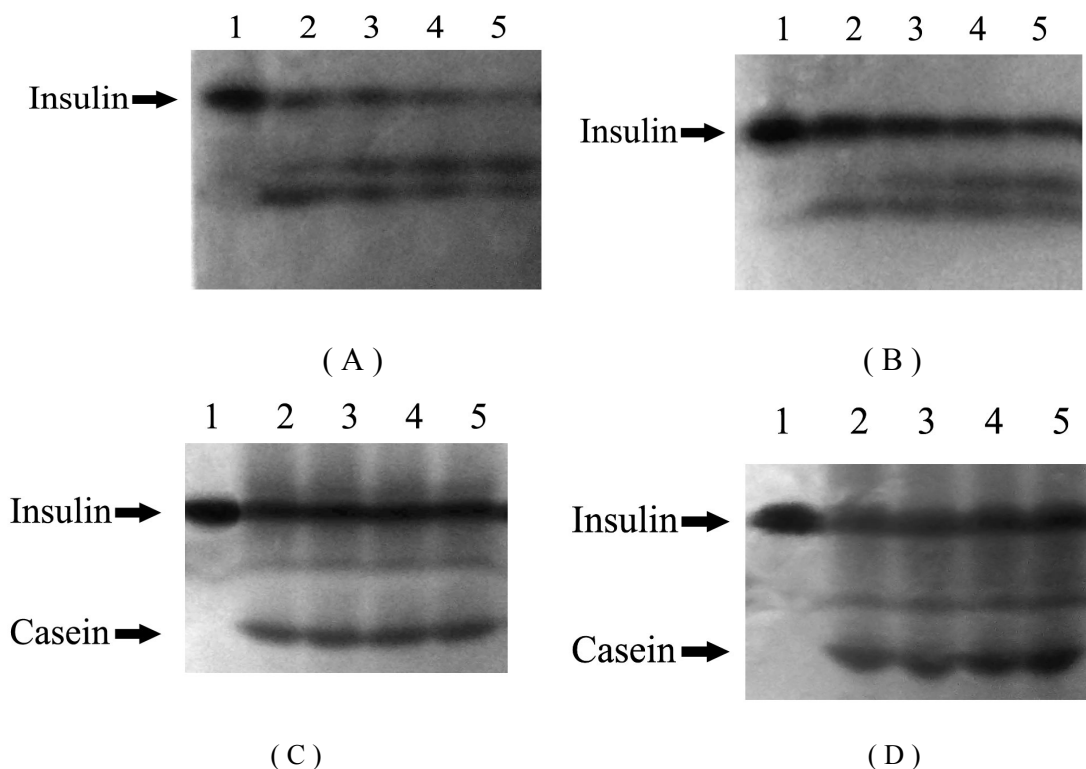 1 2 3 4 5
Insulin
( A )
1 2 3 4 5
Insulin
( B )
1 2 3 4 5
Insulin
Casein
( C )
1 2 3 4 5
Insulin
Casein
( D )